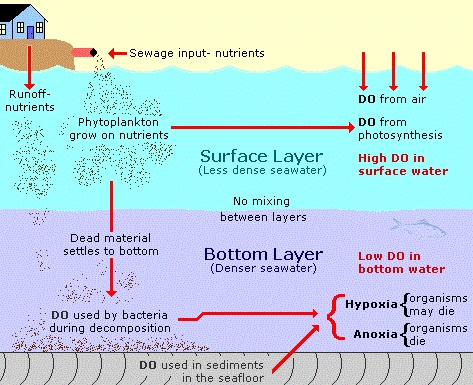 Sewage input- nutrients
Runoff-
nutrients
Phytoplankton
grow on nutrients
DO from air
DO from
photosynthesis
Surface Layer
(Less dense seawater)
High DO in
surface water
No mixing
between layers
Dead material
settles to bottom
Bottom Layer
(Denser seawater)
Low DO in
bottom water
DO used by bacteria
during decomposition
Hypoxia
organisms
may die
Anoxia
organisms
die
DO used in sediments
in the seafloor